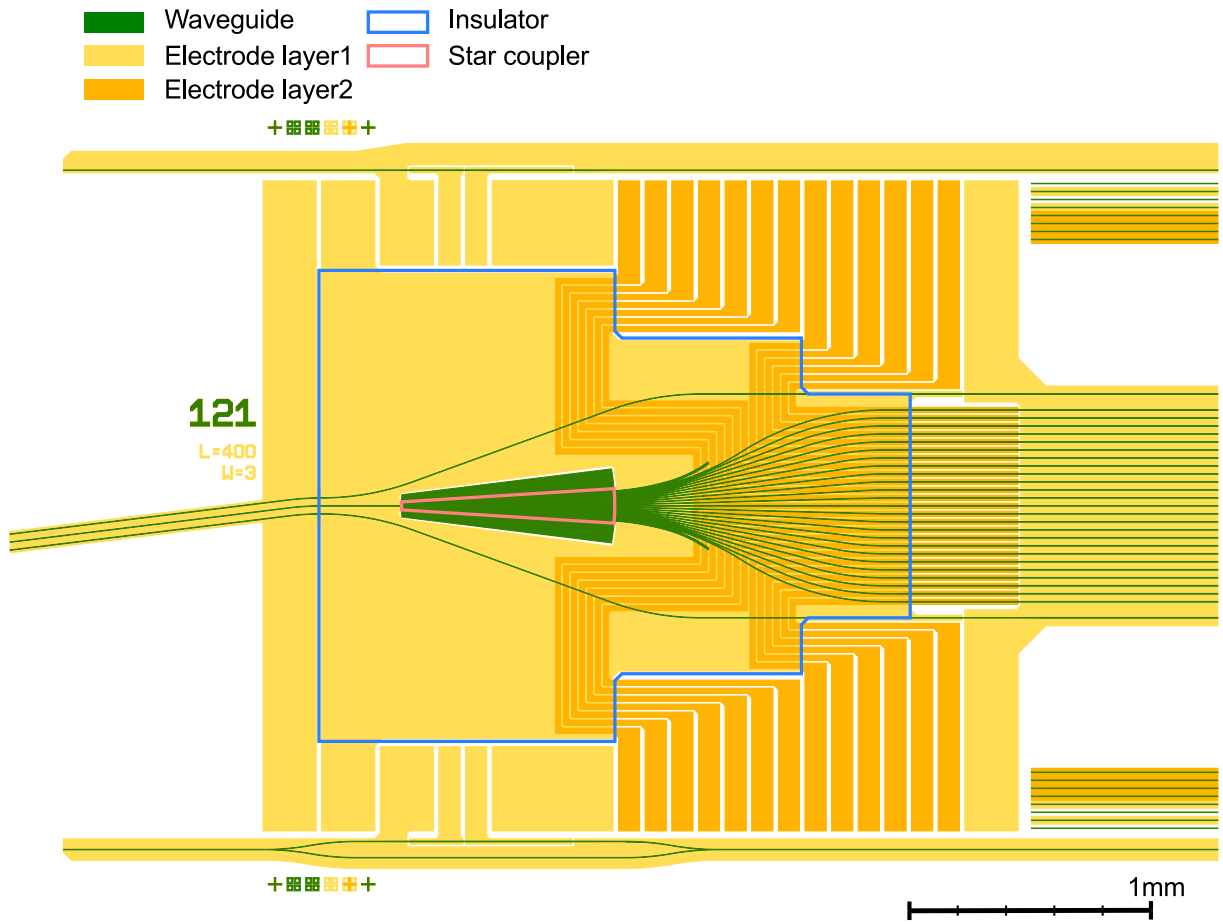 Waveguide
Insulator
Electrode layer1
Star coupler
Electrode layer2
121
L=400
W=3
1mm